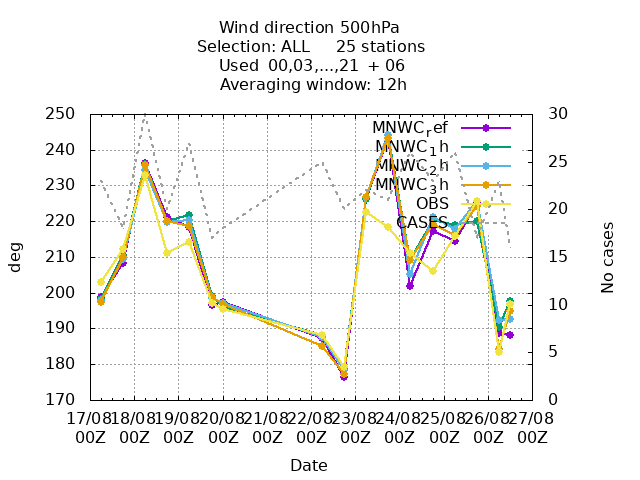 Wind direction 500hPa
Selection: ALL 25 stations
Used 00,03,...,21 + 06
Averaging window: 12h
250
240
230
220
210
200
190
180
170
30
25
20
15
10
5
0
MNWC_ref
MNWC_1h
MNWC_2h
MNWC_3h
OBS
CASES
deg
No cases
17/08 18/08 19/08 20/08 21/08 22/08 23/08 24/08 25/08 26/08 27/08
00Z 00Z 00Z 00Z 00Z 00Z 00Z 00Z 00Z 00Z 00Z
Date